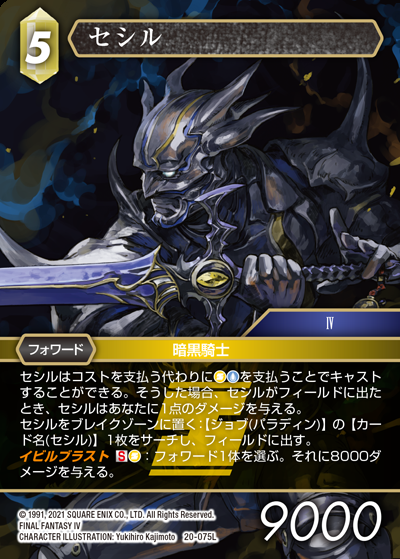 5
セシル
IV
フォワード
暗黒騎士
セシルはコストを支払う代わりに を支払うことでキャスト
することができる。そうした場合、セシルがフィールドに出た
とき、セシルはあなたに1点のダメージを与える。
セシルをブレイクゾーンに置く:【ジョブ(パラディン)】の【カー
ド名(セシル)】1枚をサーチし、フィールドに出す。
イビルブラスト S :フォワード1体を選ぶ。それに8000ダ
メージを与える。
© 1991, 2021 SQUARE ENIX CO., LTD. All Rights Reserved.
FINAL FANTASY IV
CHARACTER ILLUSTRATION: Yukihiro Kajimoto 20-075L
9000